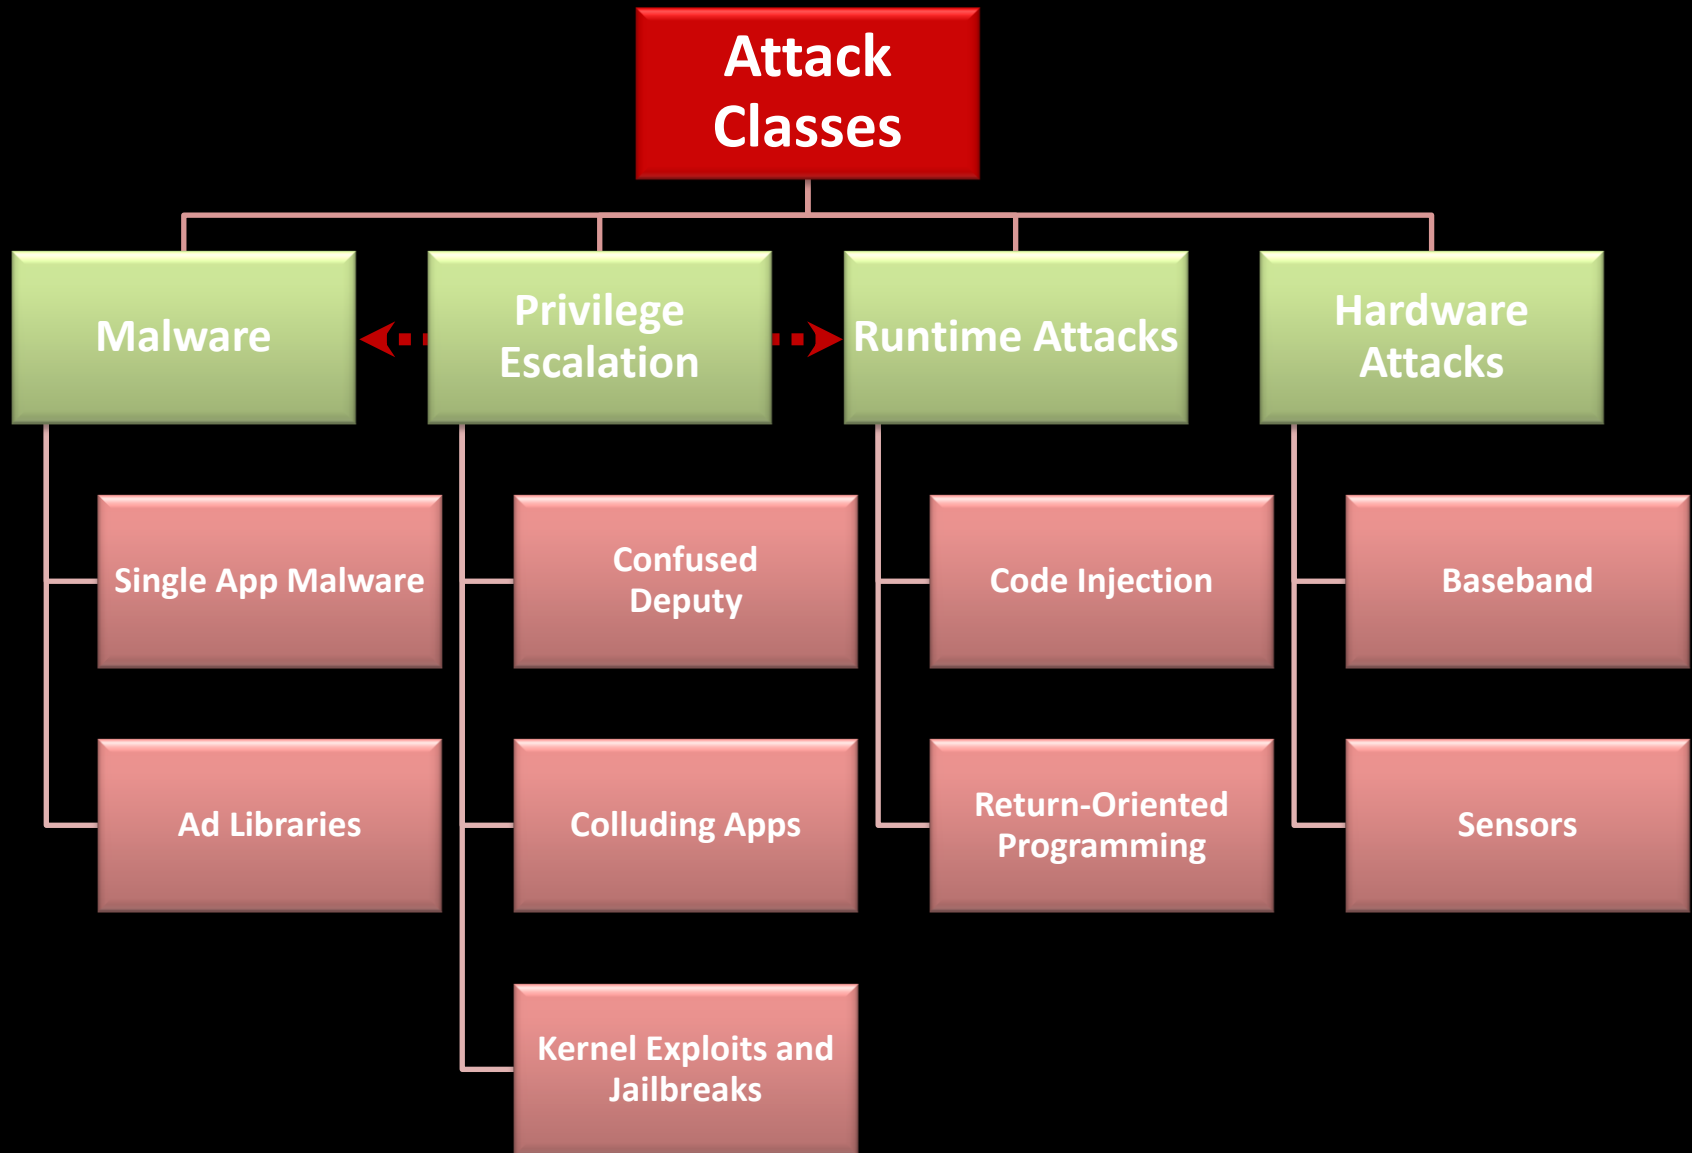 Attack
Classes
Malware
Privilege
Escalation
Runtime Attacks
Hardware
Attacks
Single App Malware
Confused
Deputy
Code Injection
Baseband
Ad Libraries
Colluding Apps
Return-Oriented
Programming
Sensors
Kernel Exploits and
Jailbreaks